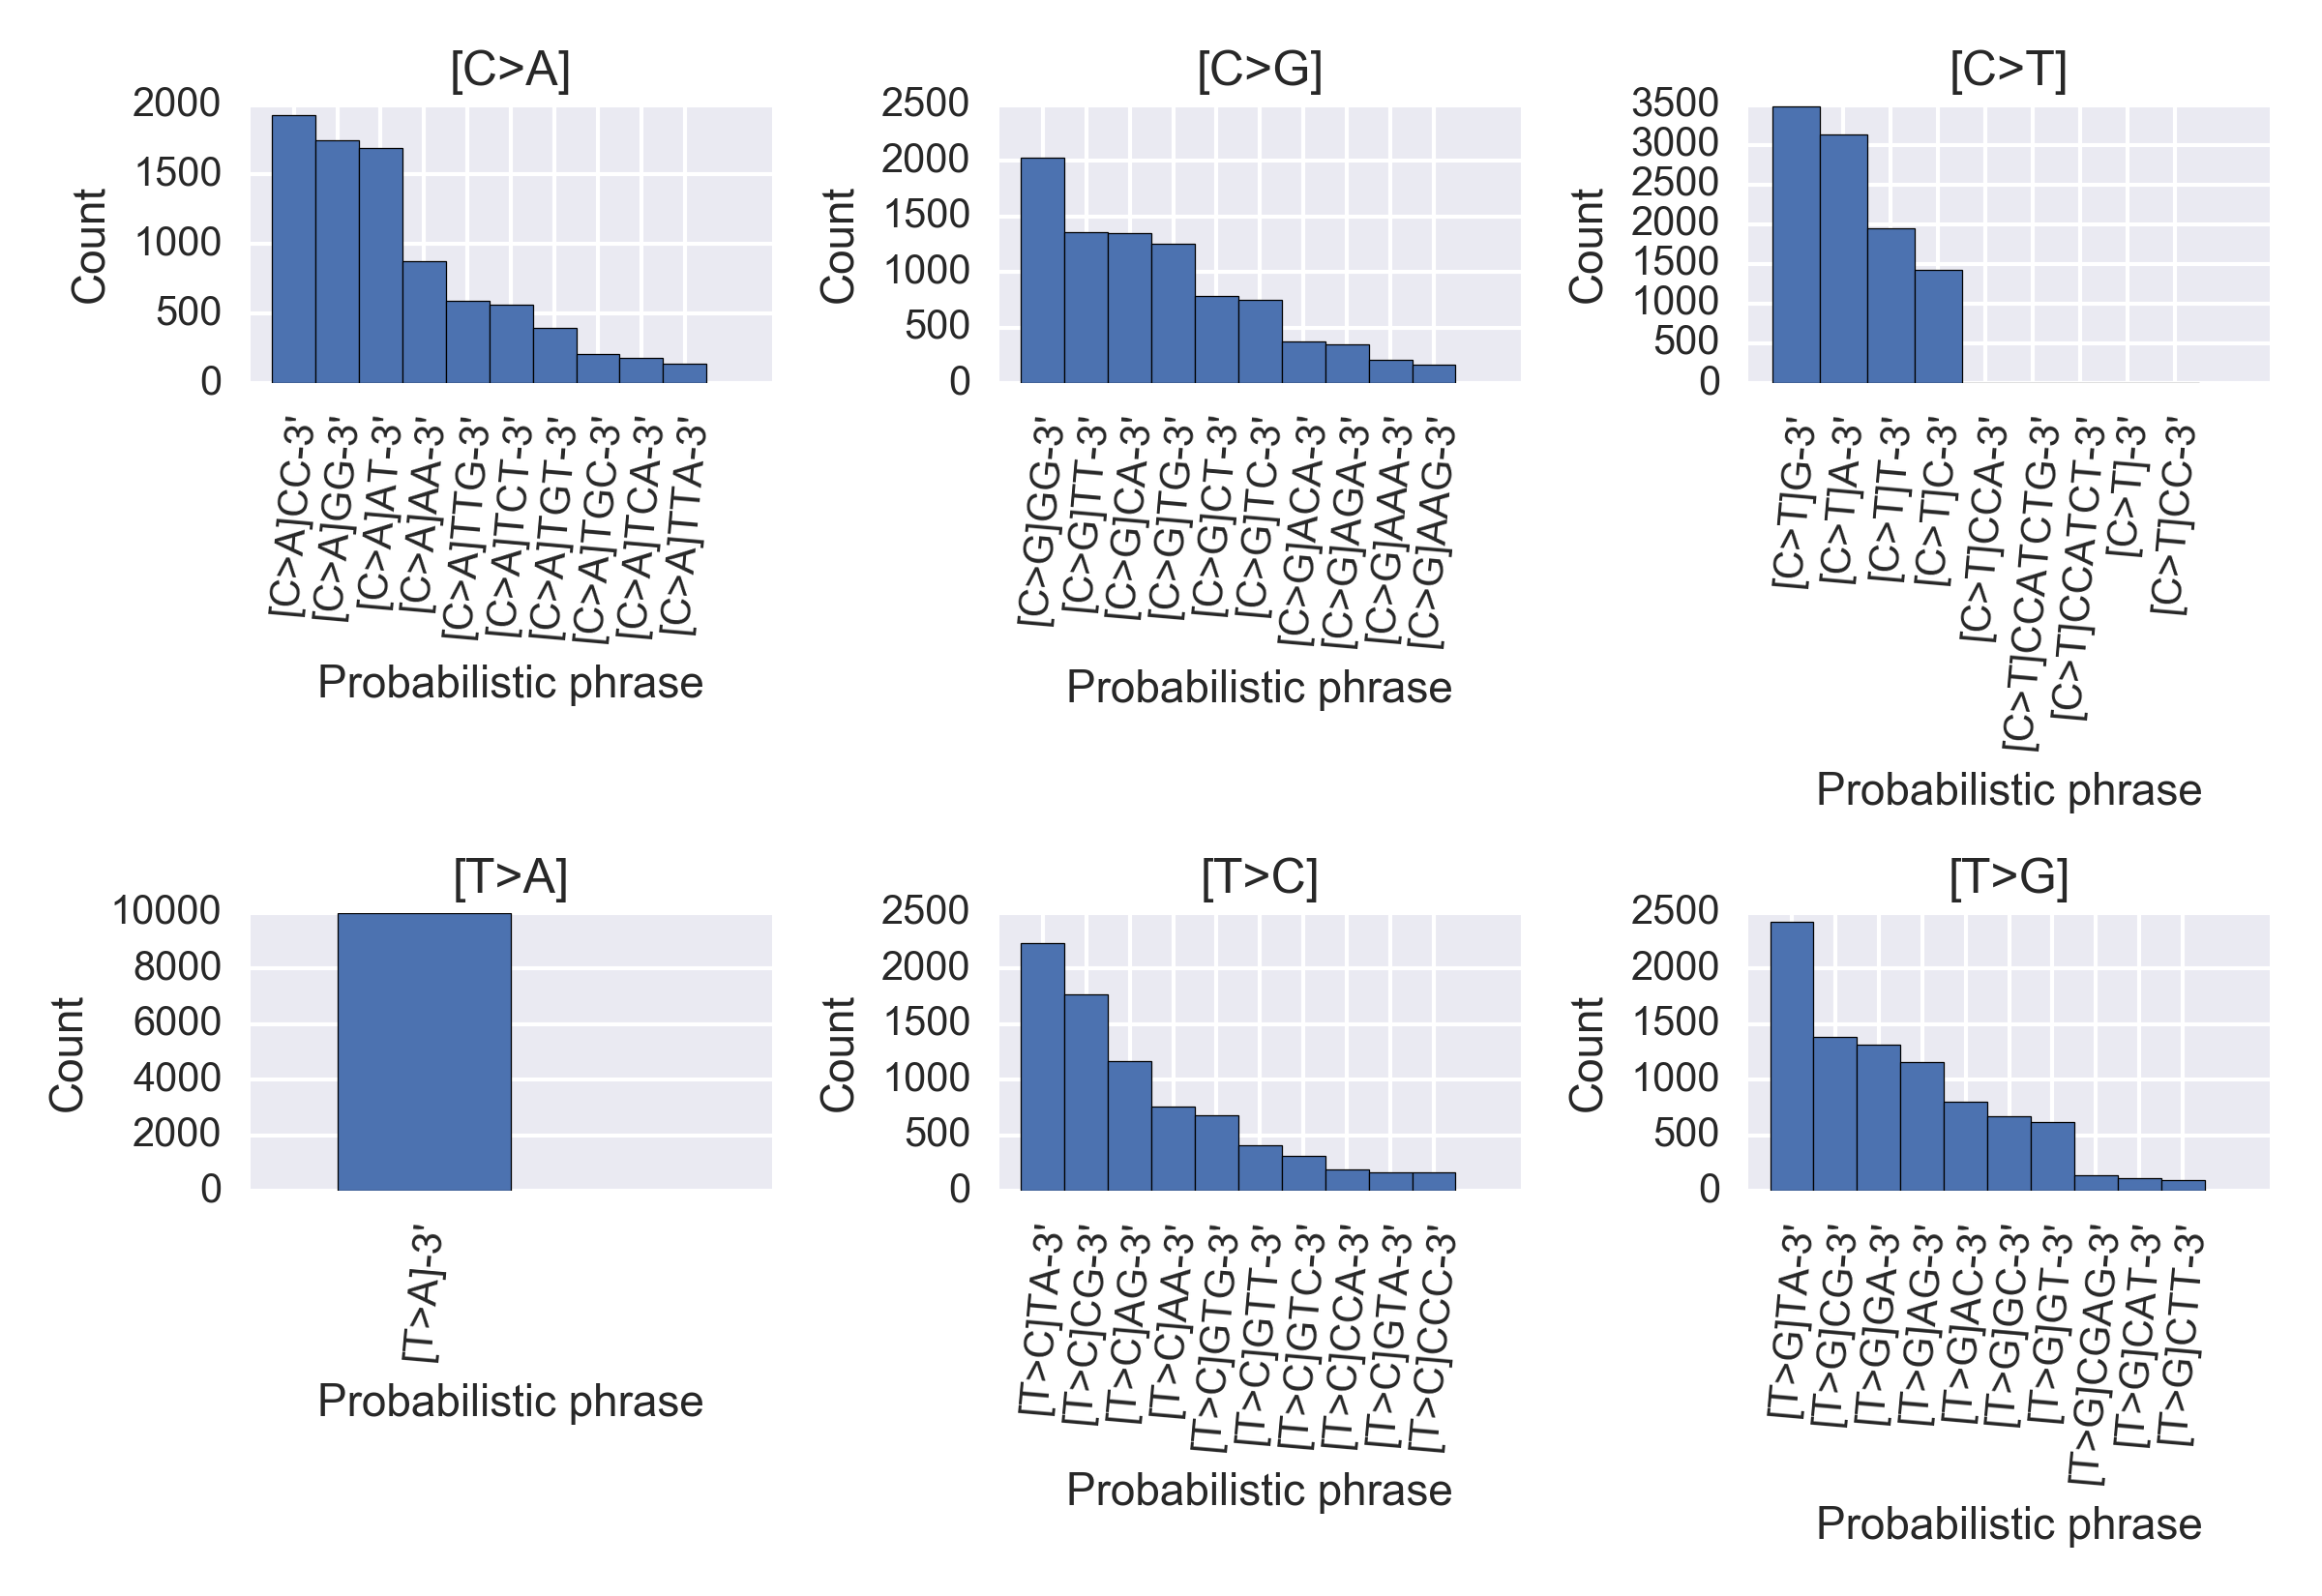 [C>A]
Count
2000
1500
1000
500
0
[C>A]CC-3'
[C>A]GG-3'
[C>A]AT-3'
[C>A]AA-3'
[C>A]TTG-3'
[C>A]TCT-3'
[C>A]TGT-3'
[C>A]TGC-3'
[C>A]TCA-3'
[C>A]TTA-3'
Probabilistic phrase
[C>G]
Count
2500
2000
1500
1000
500
0
[C>G]GG-3'
[C>G]TT-3'
[C>G]CA-3'
[C>G]TG-3'
[C>G]CT-3'
[C>G]TC-3'
[C>G]ACA-3'
[C>G]AGA-3'
[C>G]AAA-3'
[C>G]AAG-3'
Probabilistic phrase
[C>T]
Count
3500
3000
2500
2000
1500
1000
500
0
[C>T]G-3'
[C>T]A-3'
[C>T]T-3'
[C>T]C-3'
[C>T]CCA-3'
[C>T]CCATCTG-3'
[C>T]CCATCT-3'
[C>T]-3'
[C>T]CC-3'
Probabilistic phrase
[T>A]
Count
10000
8000
6000
4000
2000
0
[T>A]-3'
Probabilistic phrase
[T>C]
Count
2500
2000
1500
1000
500
0
[T>C]TA-3'
[T>C]CG-3'
[T>C]AG-3'
[T>C]AA-3'
[T>C]GTG-3'
[T>C]GTT-3'
[T>C]GTC-3'
[T>C]CCA-3'
[T>C]GTA-3'
[T>C]CCC-3'
Probabilistic phrase
[T>G]
Count
2500
2000
1500
1000
500
0
[T>G]TA-3'
[T>G]CG-3'
[T>G]GA-3'
[T>G]AG-3'
[T>G]AC-3'
[T>G]GC-3'
[T>G]GT-3'
[T>G]CGAG-3'
[T>G]CAT-3'
[T>G]CTT-3'
Probabilistic phrase